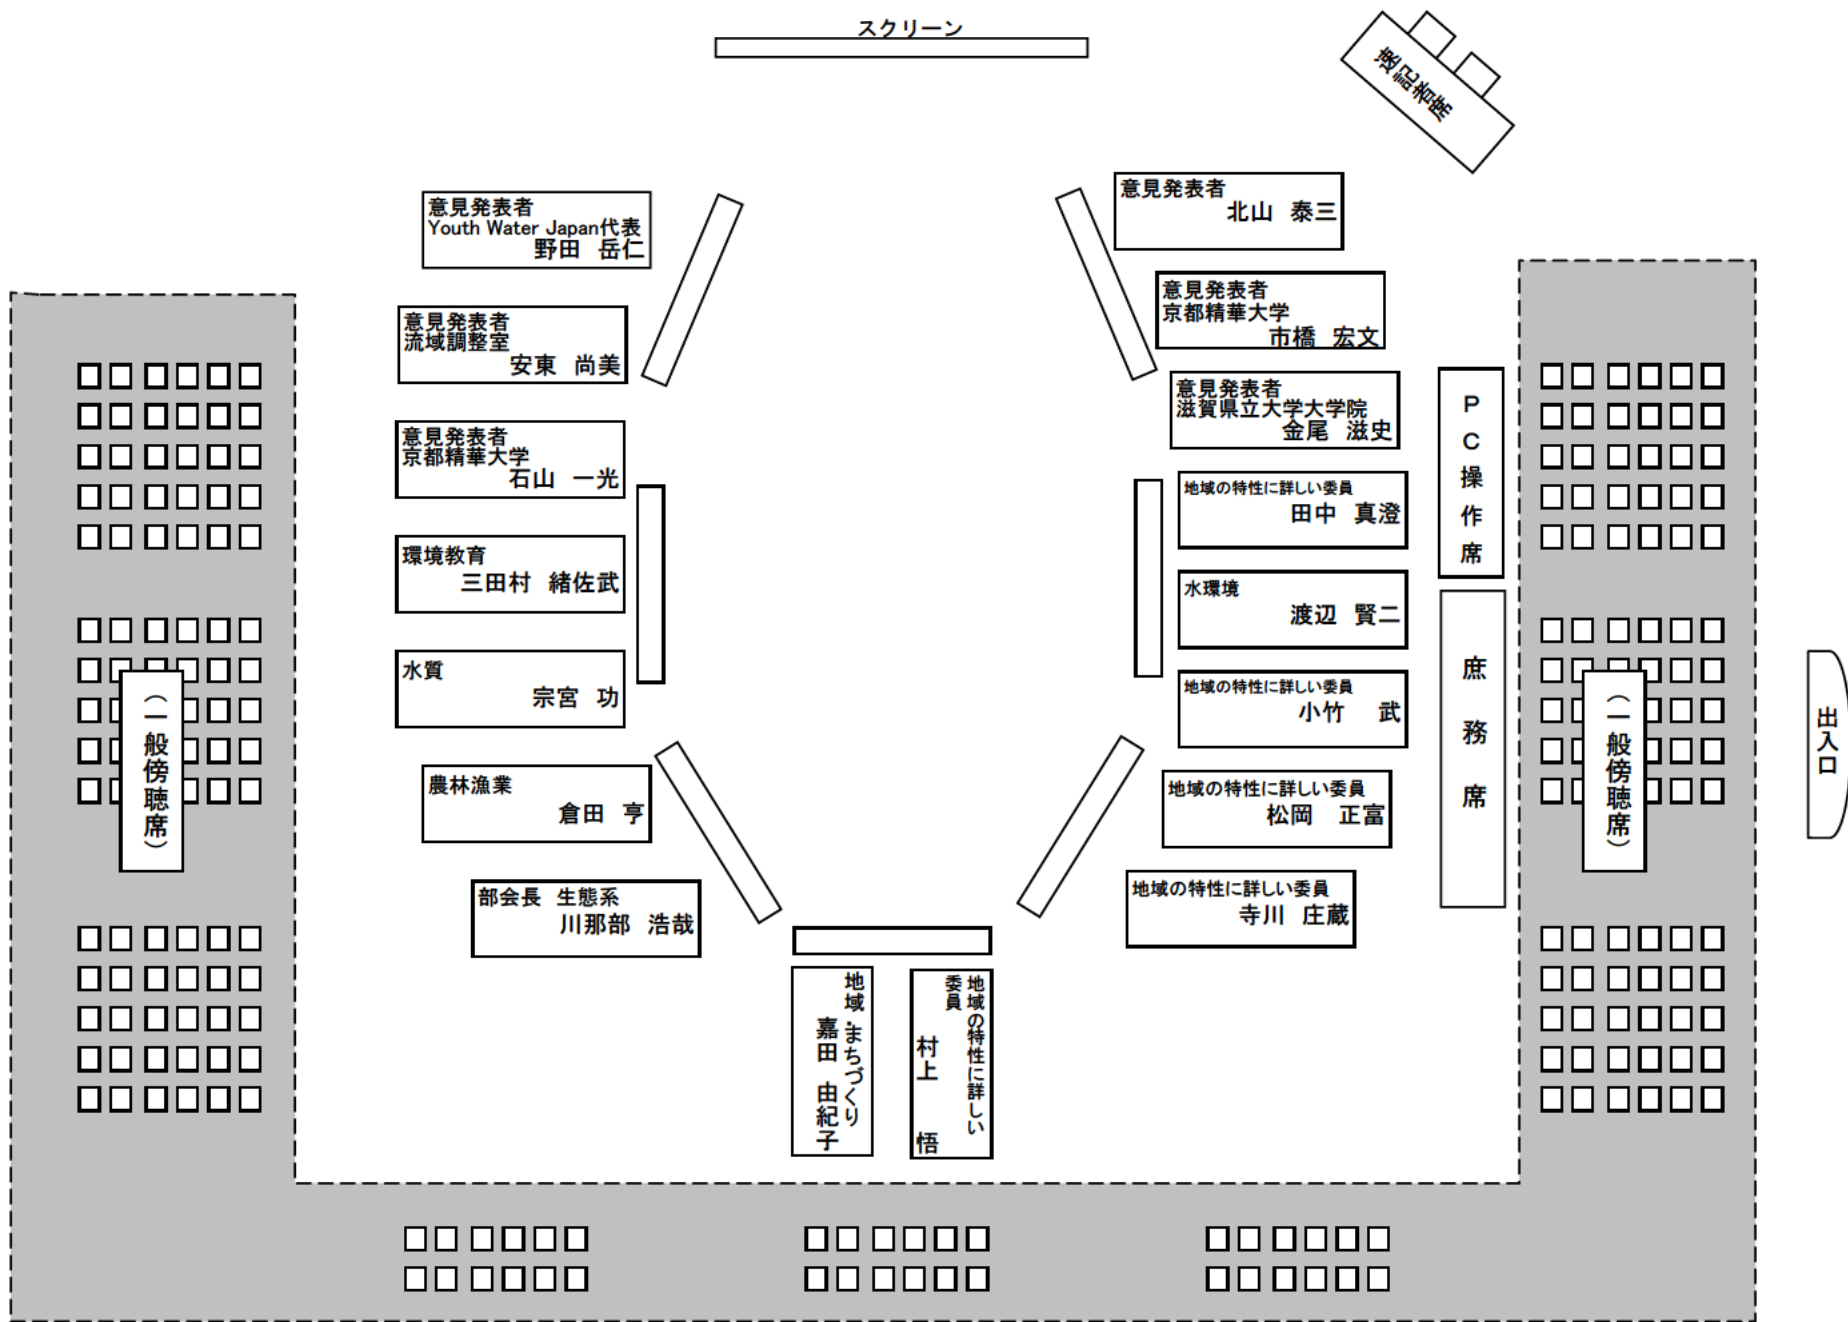 スクリーン
速記者席
意見発表者
Youth Water Japan代表
野田 岳仁
意見発表者
流域調整室
安東 尚美
意見発表者
京都精華大学
石山 一光
環境教育
三田村 緒佐武
水質
宗宮 功
農林漁業
倉田 亨
部会長 生態系
川那部 浩哉
地域・まちづくり
嘉田 由紀子
地域の特性に詳しい
委員
村上 悟
意見発表者
北山 泰三
意見発表者
京都精華大学
市橋 宏文
意見発表者
滋賀県立大学大学院
金尾 滋史
地域の特性に詳しい委員
田中 真澄
水環境
渡辺 賢二
地域の特性に詳しい委員
小竹 武
地域の特性に詳しい委員
松岡 正富
地域の特性に詳しい委員
寺川 庄蔵
PC操作席
庶務席
(一般傍聴席)
(一般傍聴席)
出入口